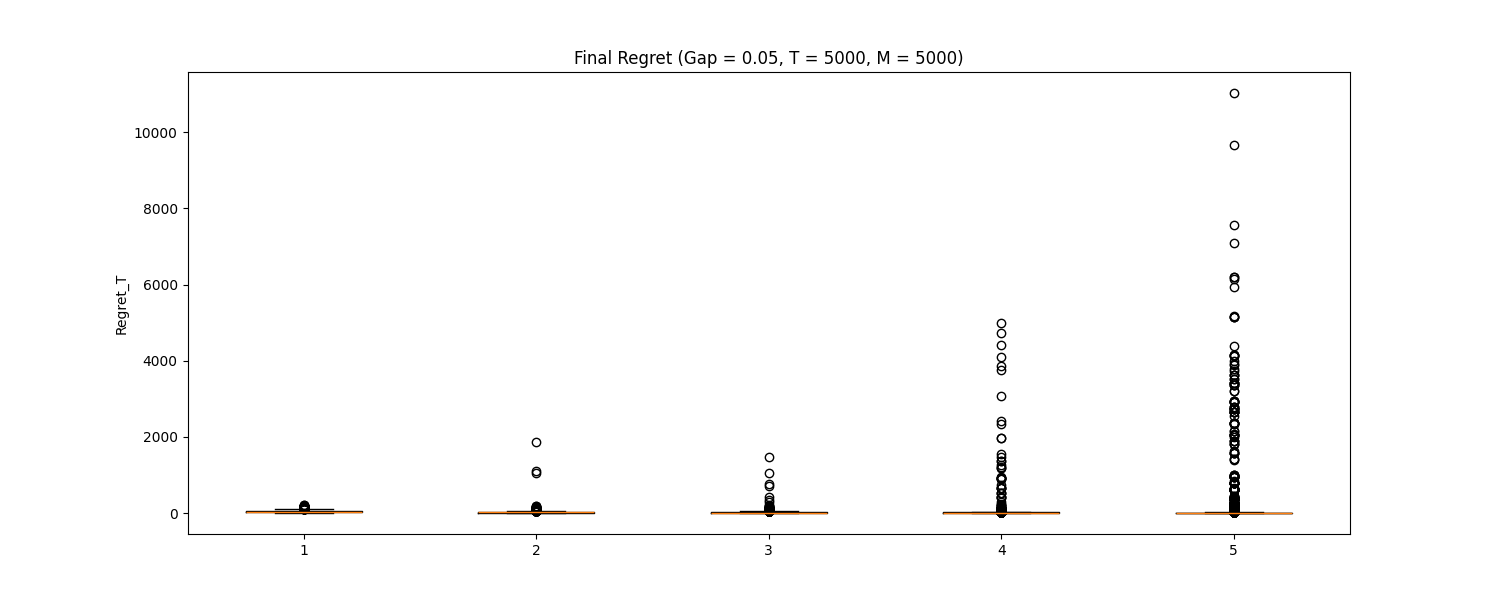 Final Regret (Gap = 0.05, T = 5000, M = 5000)
Regret_T
10000
8000
6000
4000
2000
0
1 2 3 4 5